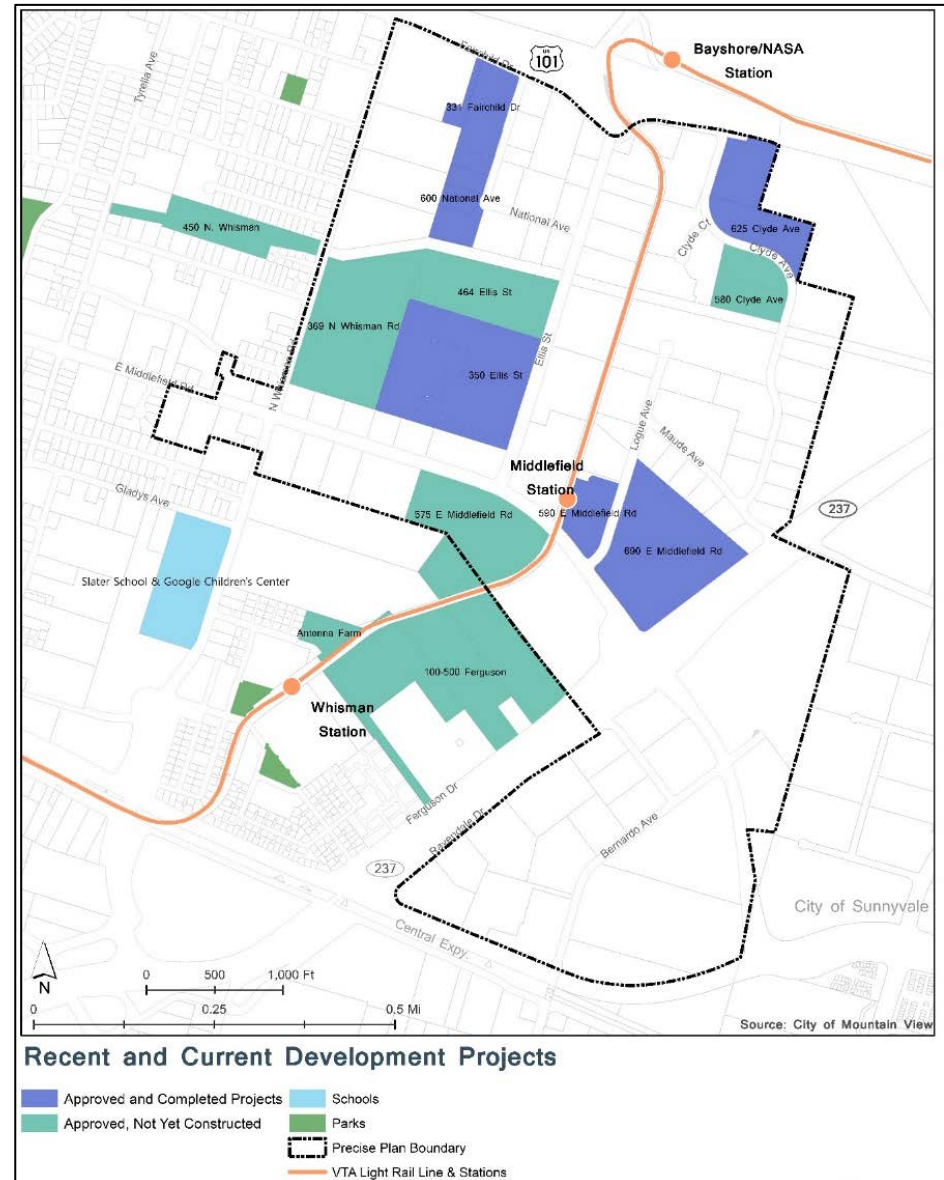 Bayshore/NASA
Station
US
101
Fairchild Dr
Tyrella Ave
331 Fairchild Dr
600 National Ave
National Ave
450 N. Whisman
Clyde Ct
625 Clyde Ave
Clyde Ave
580 Clyde Ave
464 Ellis St
369 N Whisman Rd
350 Ellis St
Ellis St
E Middlefield Rd
N Whisman Rd
Logue Ave
Maude Ave
Middlefield
Station
Gladys Ave
575 E Middlefield Rd
590 E Middlefield Rd
237
690 E Middlefield Rd
Slater School & Google Children's Center
Antenna Farm
100-500 Ferguson
Whisman
Station
Ferguson Dr
Ravendale Dr
Bernardo Ave
237
Central Expy.
City of Sunnyvale
N
0 500 1,000 Ft
0 0.25 0.5 Mi
Source: City of Mountain View
Recent and Current Development Projects
Approved and Completed Projects
Approved, Not Yet Constructed
Schools
Parks
Precise Plan Boundary
VTA Light Rail Line & Stations